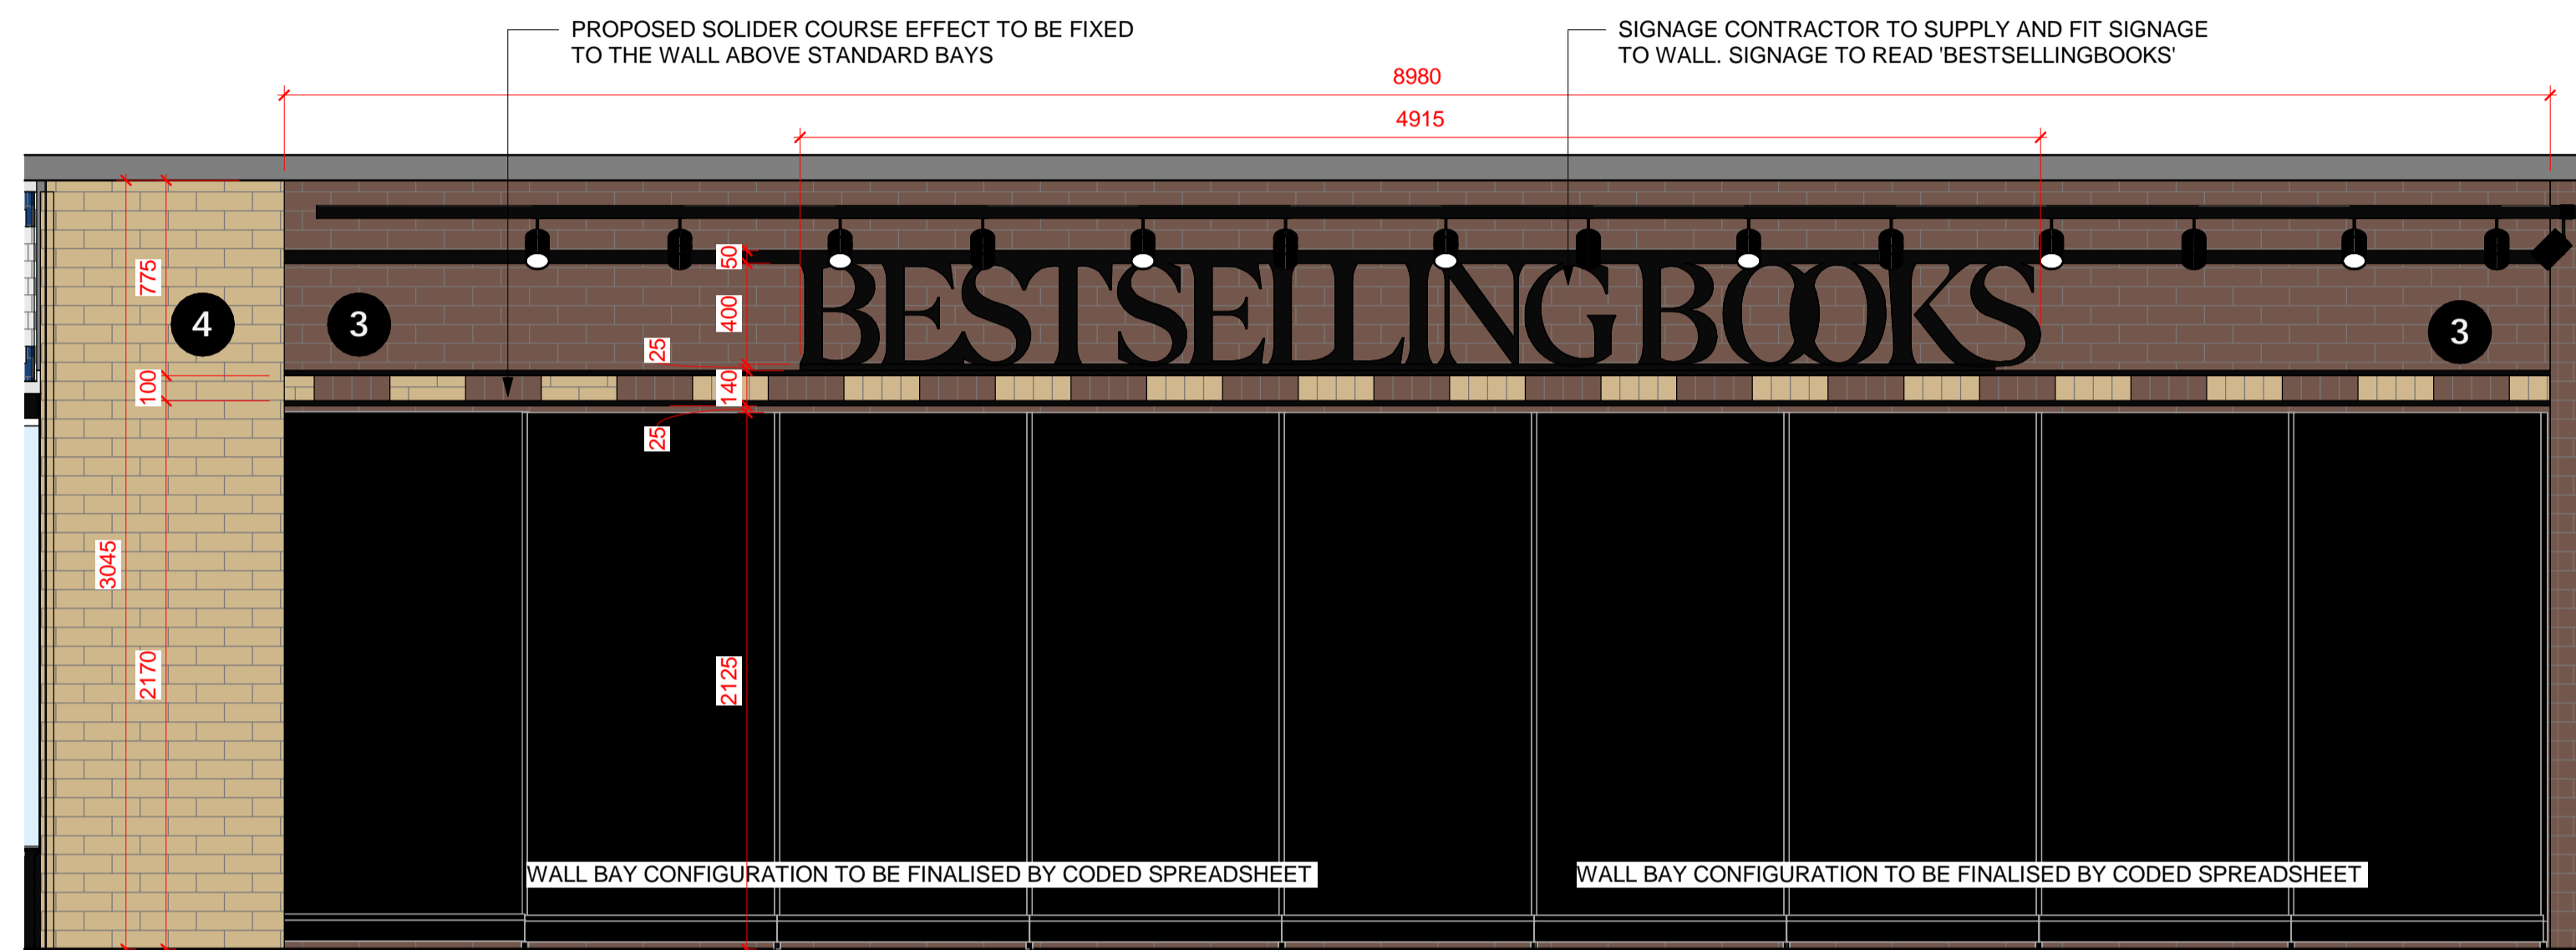 PROPOSED SOLIDER COURSE EFFECT TO BE FIXED
TO THE WALL ABOVE STANDARD BAYS
SIGNAGE CONTRACTOR TO SUPPLY AND FIT SIGNAGE
TO WALL. SIGNAGE TO READ 'BESTSELLINGBOOKS'
8980
4915
775
50
400
4
3
BESTSELLING BOOKS
3
25
100
140
25
3045
2170
2125
WALL BAY CONFIGURATION TO BE FINALISED BY CODED SPREADSHEET
WALL BAY CONFIGURATION TO BE FINALISED BY CODED SPREADSHEET